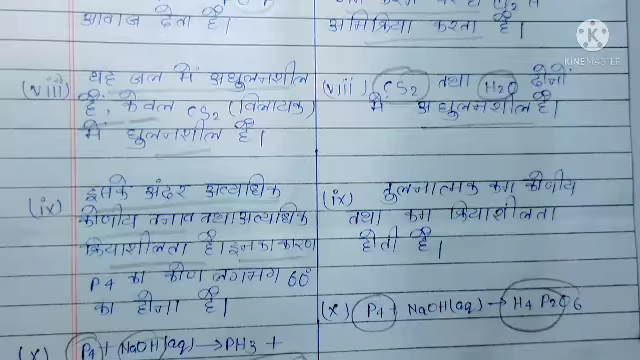 आवाज देता है।
(viii) यह जल में अघुलनशील
है, केवल CS2 (विलायक)
में घुलनशील है।
(ix) इसके अंदर अत्यधिक
कोणीय तनाव तथा अत्यधिक
क्रियाशीलता है। इनका कारण
P4 का कोण लगभग 60°
का होना है।
(x) P4 + NaOH(aq) → PH3 +
अभिक्रिया करता है।
(viii) CS2 तथा H2O दोनों
में अघुलनशील है।
(ix) तुलनात्मक कम कोणीय
तथा कम क्रियाशीलता
होती है।
(x) P4 + NaOH(aq) → H4P2O6
KINEMASTER